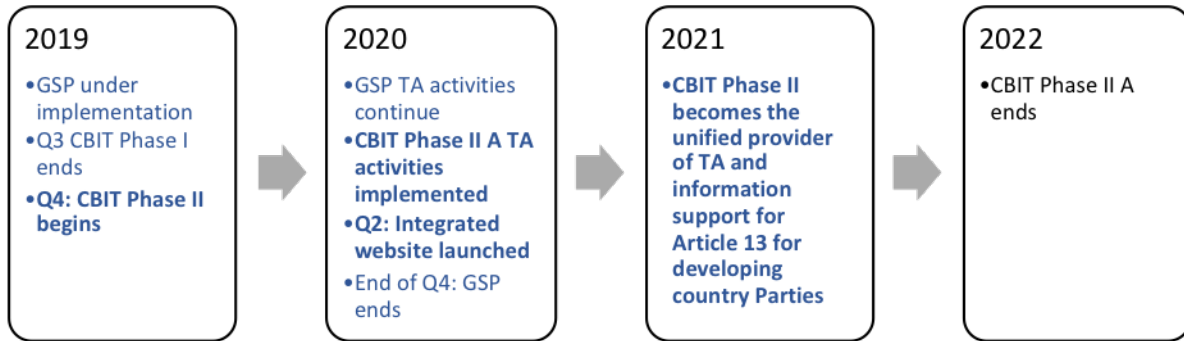 2019
•GSP under
implementation
•Q3 CBIT Phase I
ends
•Q4: CBIT Phase II
begins
2020
•GSP TA activities
continue
•CBIT Phase II A TA
activities
implemented
•Q2: Integrated
website launched
•End of Q4: GSP
ends
2021
•CBIT Phase II
becomes the
unified provider
of TA and
information
support for
Article 13 for
developing
country Parties
2022
•CBIT Phase II A
ends